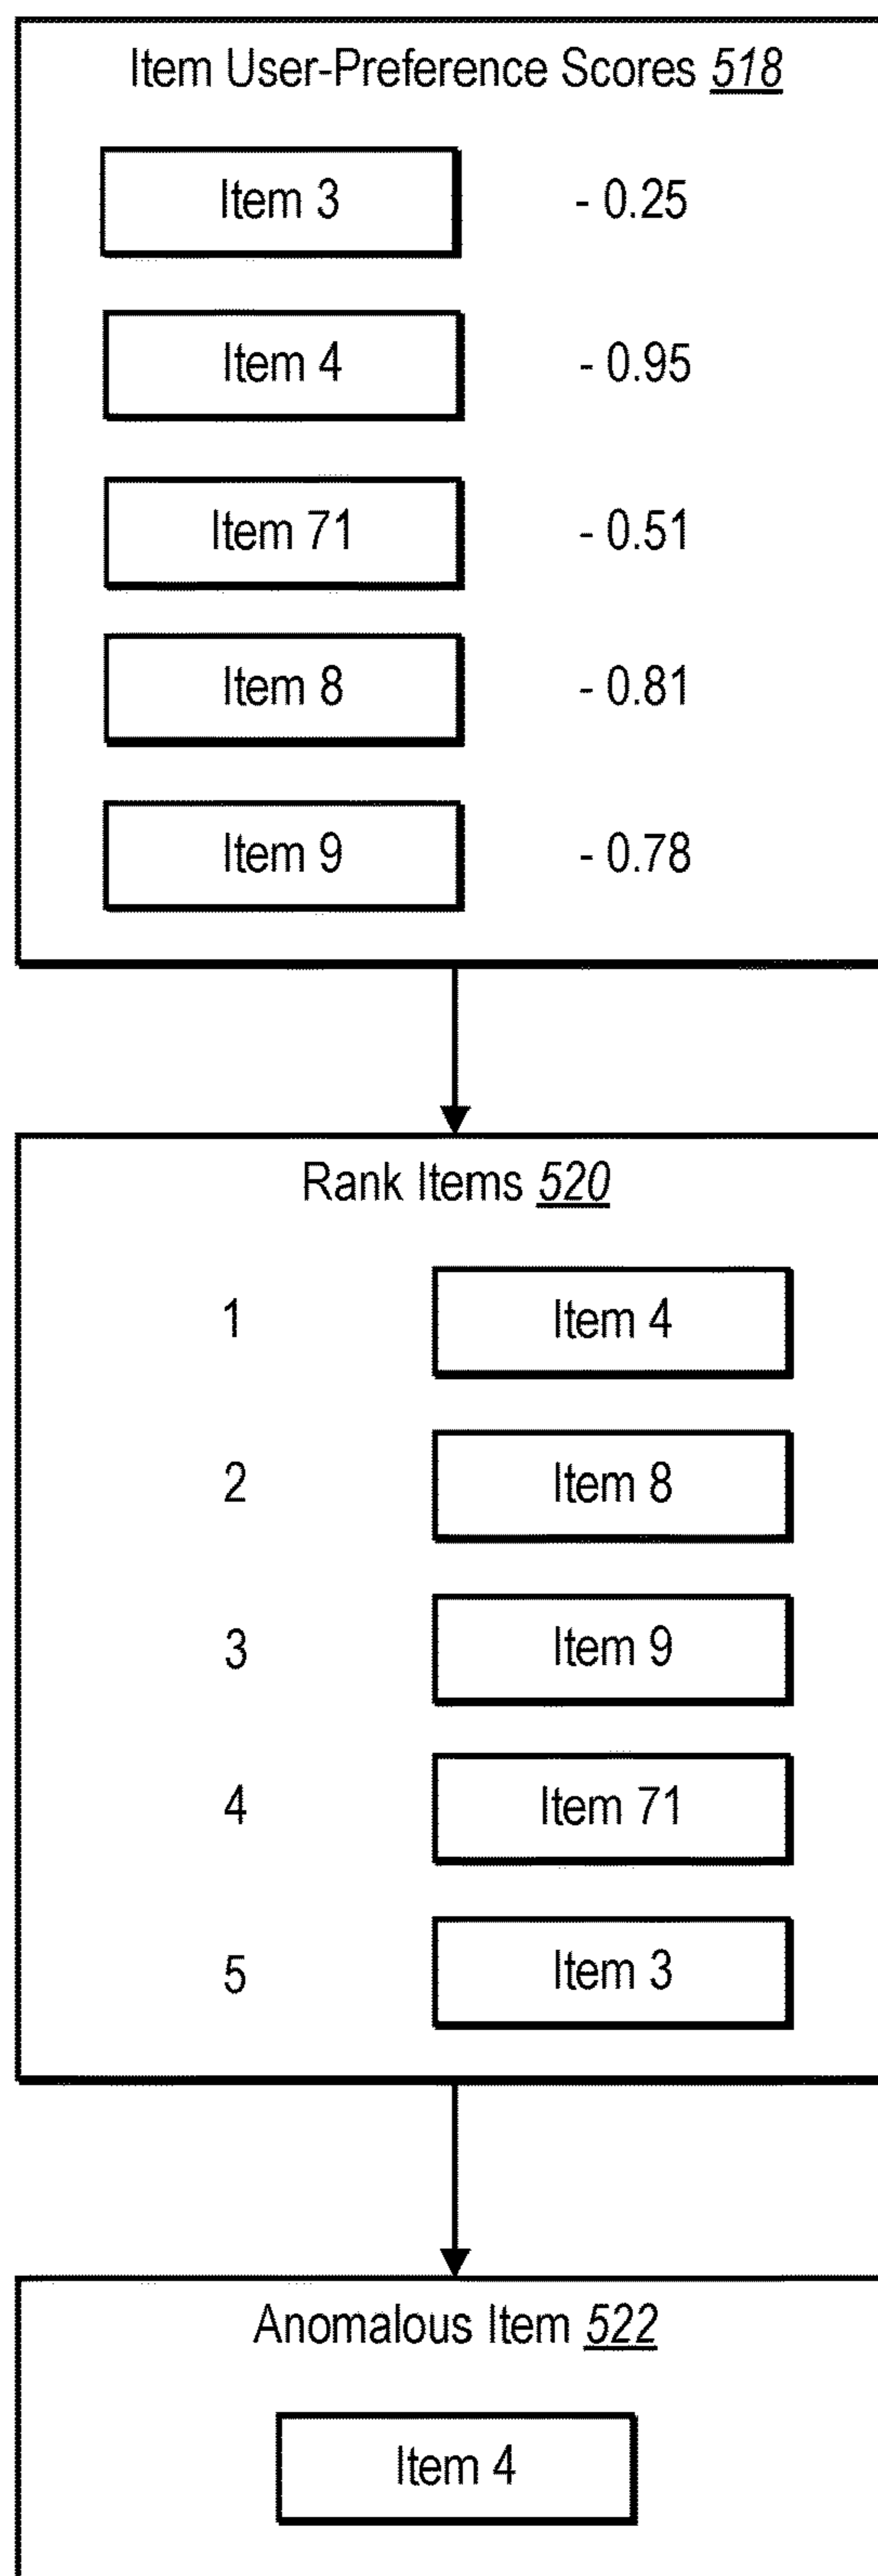 Item User-Preference Scores 518
Item 3 - 0.25
Item 4 - 0.95
Item 71 - 0.51
Item 8 - 0.81
Item 9 - 0.78
Rank Items 520
1 Item 4
2 Item 8
3 Item 9
4 Item 71
5 Item 3
Anomalous Item 522
Item 4